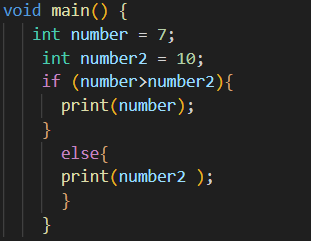 void main() {
int number = 7;
int number2 = 10;
if (number>number2){
print(number);
}
else{
print(number2 );
}
}